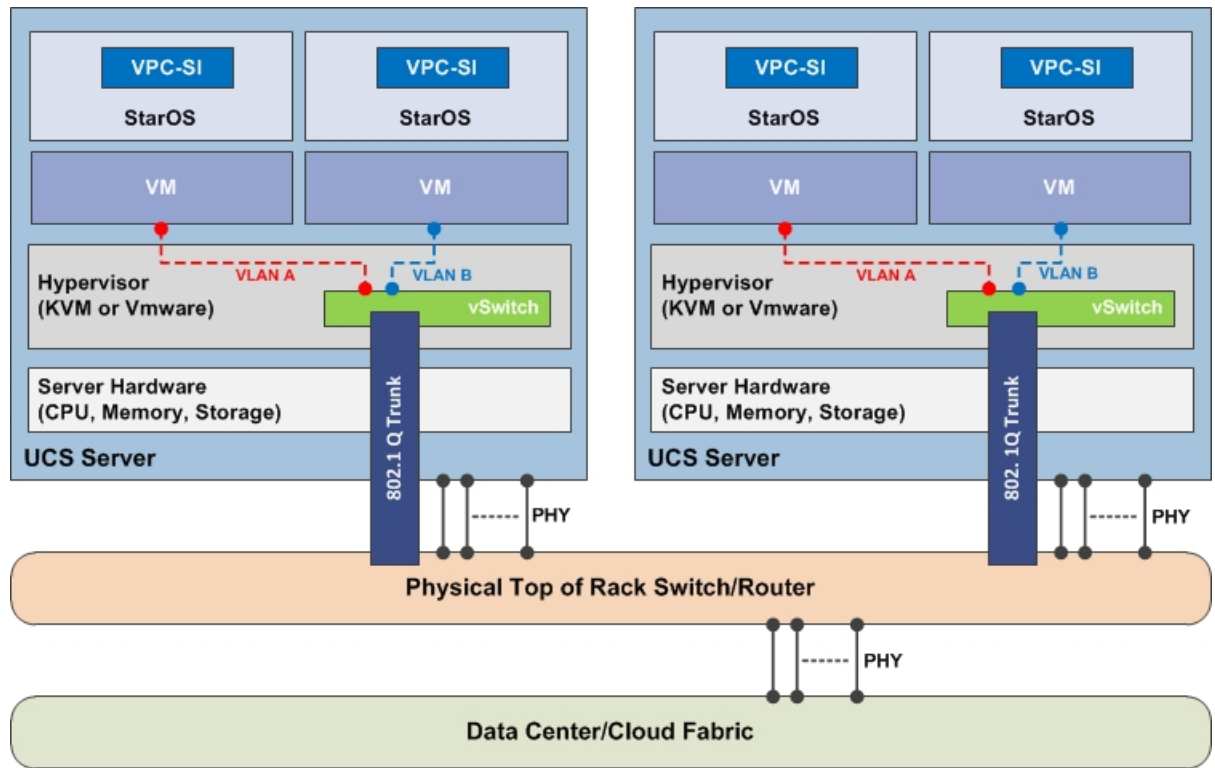 VPC-SI
StarOS
VPC-SI
StarOS
VM
VM
VLAN A
VLAN B
Hypervisor
(KVM or Vmware)
vSwitch
Server Hardware
(CPU, Memory, Storage)
UCS Server
802.1 Q Trunk
PHY
VPC-SI
StarOS
VPC-SI
StarOS
VM
VM
VLAN A
VLAN B
Hypervisor
(KVM or Vmware)
vSwitch
Server Hardware
(CPU, Memory, Storage)
UCS Server
802. 1Q Trunk
PHY
Physical Top of Rack Switch/Router
PHY
Data Center/Cloud Fabric